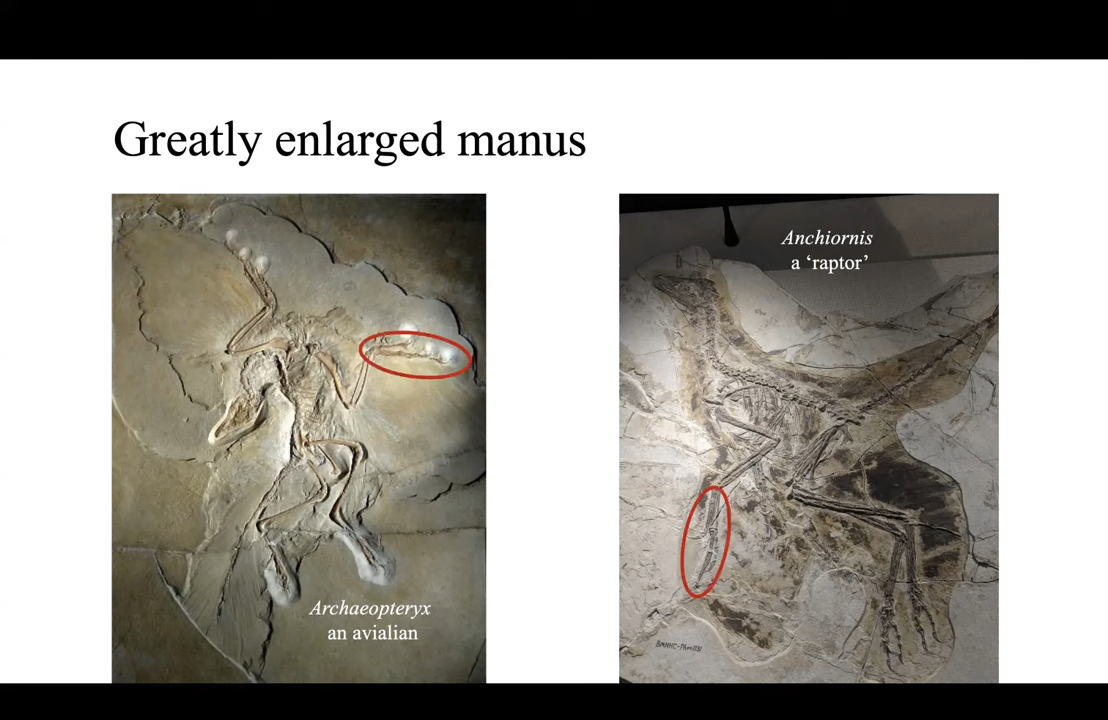 Greatly enlarged manus
Anchiornis
a ‘raptor’
Archaeopteryx
an avialian